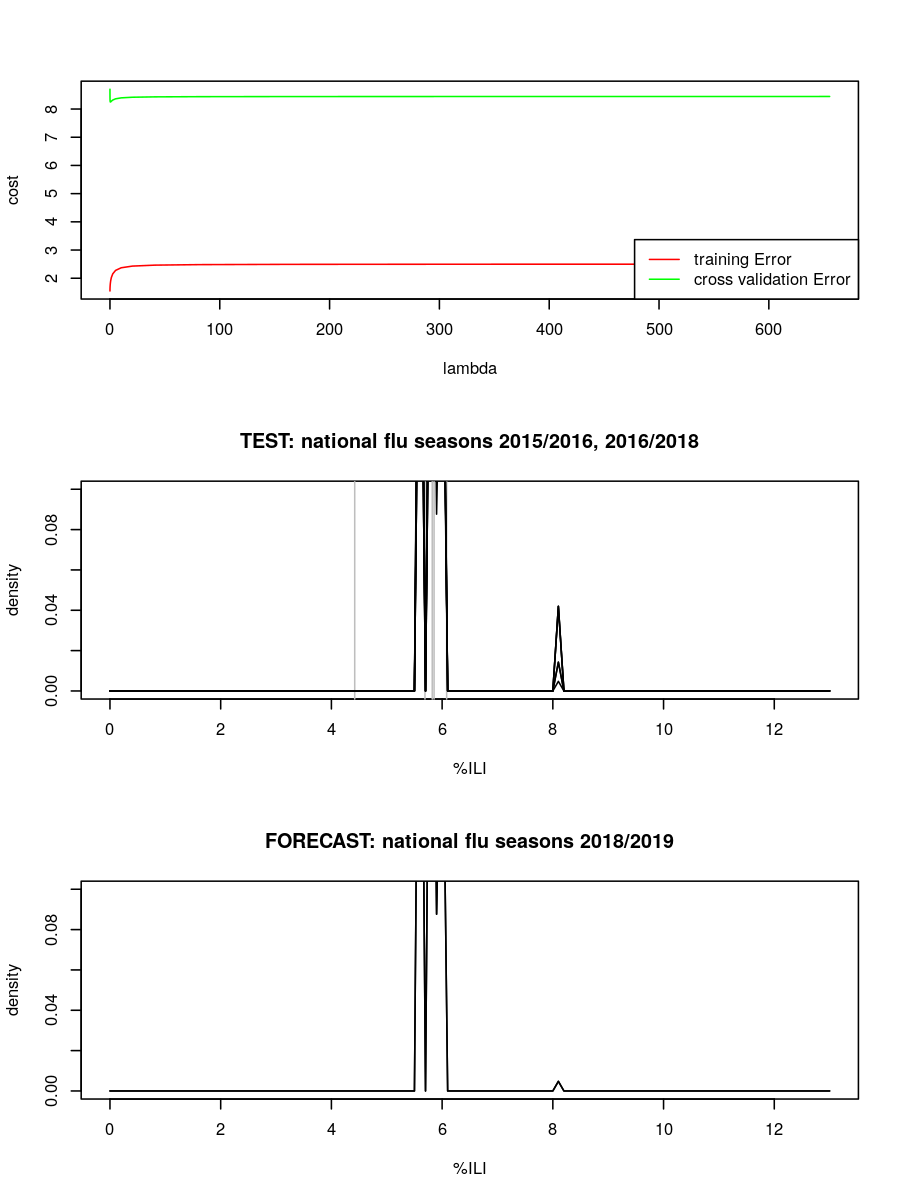 cost
8
7
6
5
4
3
2
training Error
cross validation Error
0 100 200 300 400 500 600
lambda
TEST: national flu seasons 2015/2016, 2016/2018
density
0.08
0.04
0.00
0 2 4 6 8 10 12
%ILI
FORECAST: national flu seasons 2018/2019
density
0.08
0.04
0.00
0 2 4 6 8 10 12
%ILI